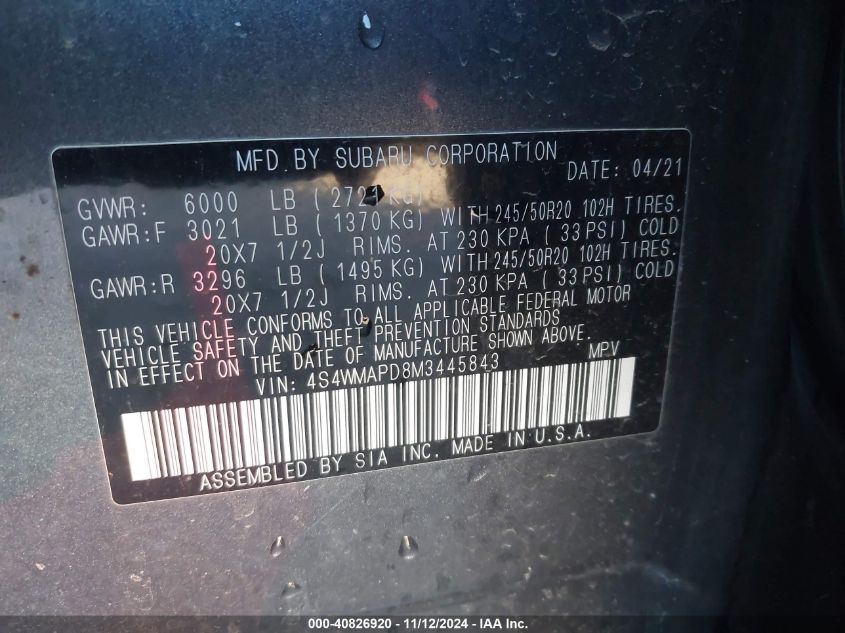 MFD. BY SUBARU CORPORATION DATE: 04/21
GVWR: 6000 LB ( 2721 KG)
GAWR:F 3021 LB ( 1370 KG) WITH 245/50R20 102H TIRES.
20X7 1/2J RIMS. AT 230 KPA ( 33 PSI) COLD
GAWR:R 3296 LB ( 1495 KG) WITH 245/50R20 102H TIRES.
20X7 1/2J RIMS. AT 230 KPA ( 33 PSI) COLD
THIS VEHICLE CONFORMS TO ALL APPLICABLE FEDERAL MOTOR
VEHICLE SAFETY AND THEFT PREVENTION STANDARDS
IN EFFECT ON THE DATE OF MANUFACTURE SHOWN ABOVE.
VIN: 4S4WMAPD8M3445843 MPV
ASSEMBLED BY SIA INC. MADE IN U.S.A.
000-40826920 - 11/12/2024 - IAA Inc.